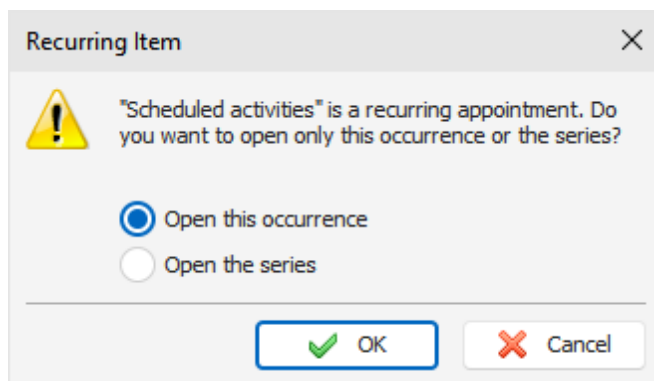 Recurring Item
"Scheduled activities" is a recurring appointment. Do
you want to open only this occurrence or the series?
Open this occurrence
Open the series
OK
Cancel